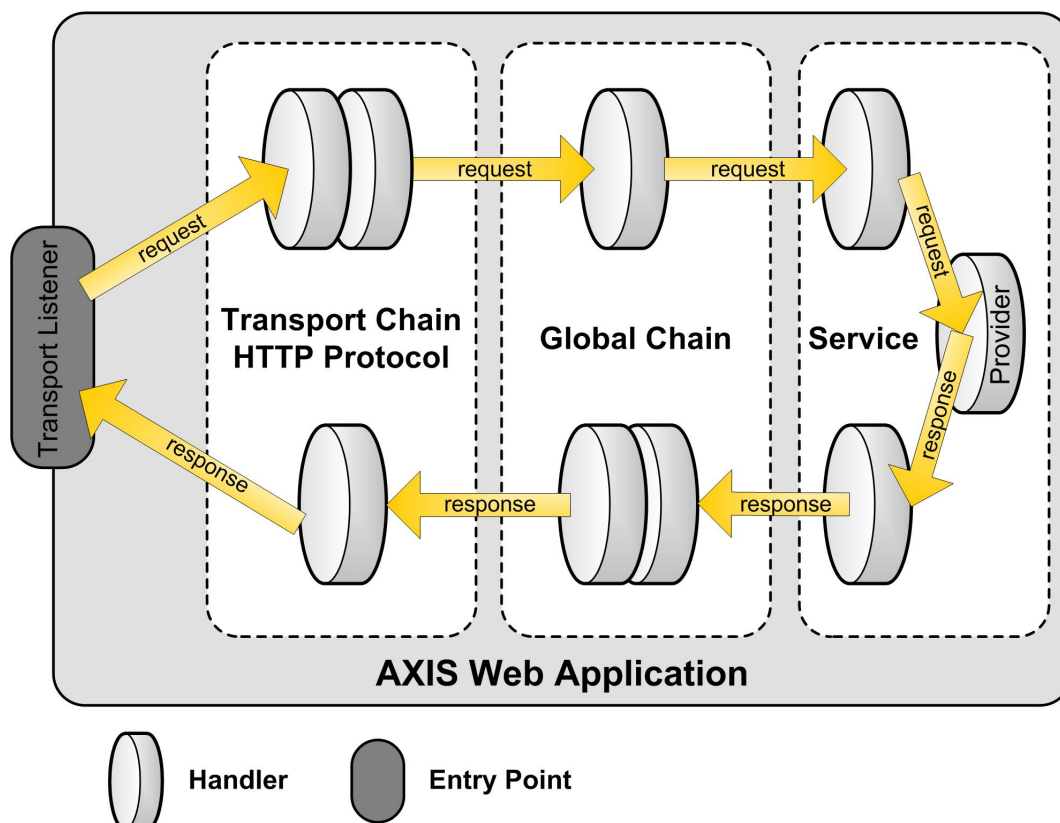 request
request
request
request
Transport Listener
Transport Chain
HTTP Protocol
Global Chain
Service
Provider
response
response
response
response
AXIS Web Application
Handler
Entry Point